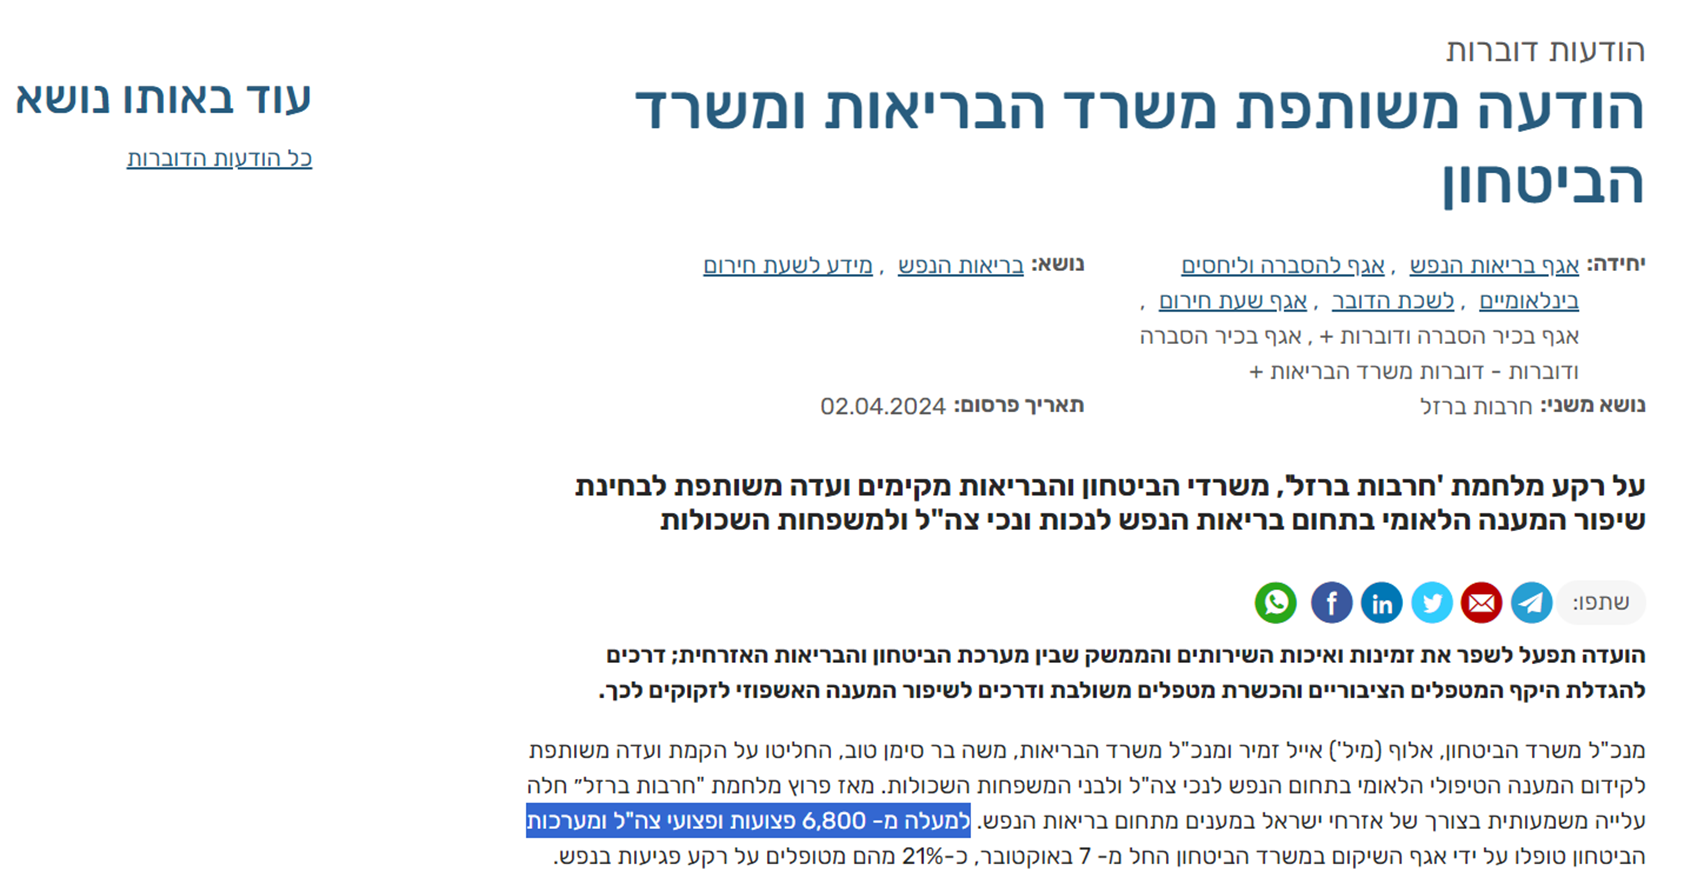 הודעות דוברות
הודעה משותפת משרד הבריאות ומשרד
הביטחון
יחידה: אגף בריאות הנפש , אגף להסברה וליחסים
בינלאומיים , לשכת הדובר , אגף שעת חירום ,
אגף בכיר הסברה ודוברות + , אגף בכיר הסברה
ודוברות - דוברות משרד הבריאות +
נושא: בריאות הנפש , מידע לשעת חירום
נושא משני: חרבות ברזל
תאריך פרסום: 02.04.2024
על רקע מלחמת 'חרבות ברזל', משרדי הביטחון והבריאות מקימים ועדה משותפת לבחינת
שיפור המענה הלאומי בתחום בריאות הנפש לנכות ונכי צה"ל ולמשפחות השכולות
שתפו:
הועדה תפעל לשפר את זמינות ואיכות השירותים והממשק שבין מערכת הביטחון והבריאות האזרחית; דרכים
להגדלת היקף המטפלים הציבוריים והכשרת מטפלים משולבת ודרכים לשיפור המענה האשפוזי לזקוקים לכך.
מנכ"ל משרד הביטחון, אלוף (מיל') אייל זמיר ומנכ"ל משרד הבריאות, משה בר סימן טוב, החליטו על הקמת ועדה משותפת
לקידום המענה הטיפולי הלאומי בתחום הנפש לנכי צה"ל ולבני המשפחות השכולות. מאז פרוץ מלחמת "חרבות ברזל״ חלה
עלייה משמעותית בצורך של אזרחי ישראל במענים מתחום בריאות הנפש. למעלה מ- 6,800 פצועות ופצועי צה"ל ומערכות
הביטחון טופלו על ידי אגף השיקום במשרד הביטחון החל מ- 7 באוקטובר, כ-21% מהם מטופלים על רקע פגיעות בנפש.
עוד באותו נושא
כל הודעות הדוברות